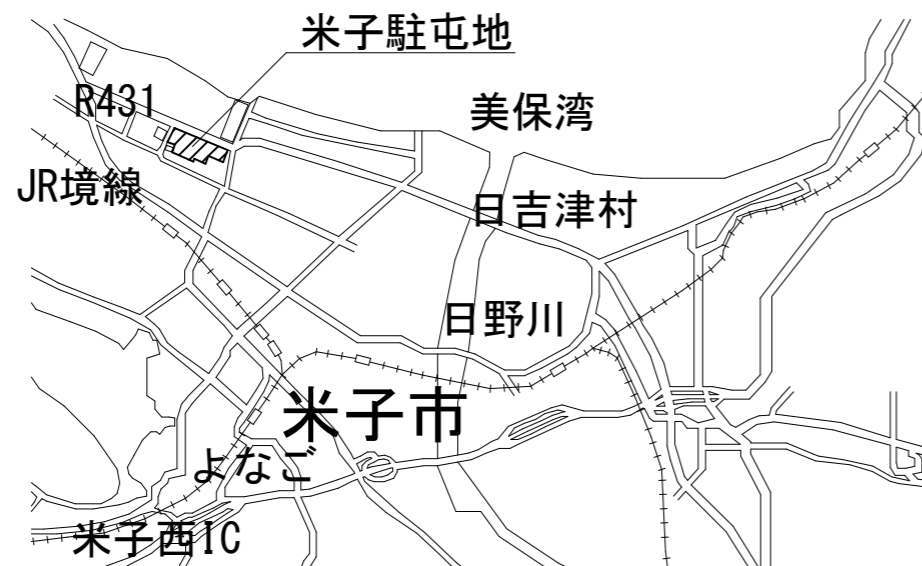 米子駐屯地
R431
美保湾
JR境線
日吉津村
日野川
米子市
よなご
米子西IC